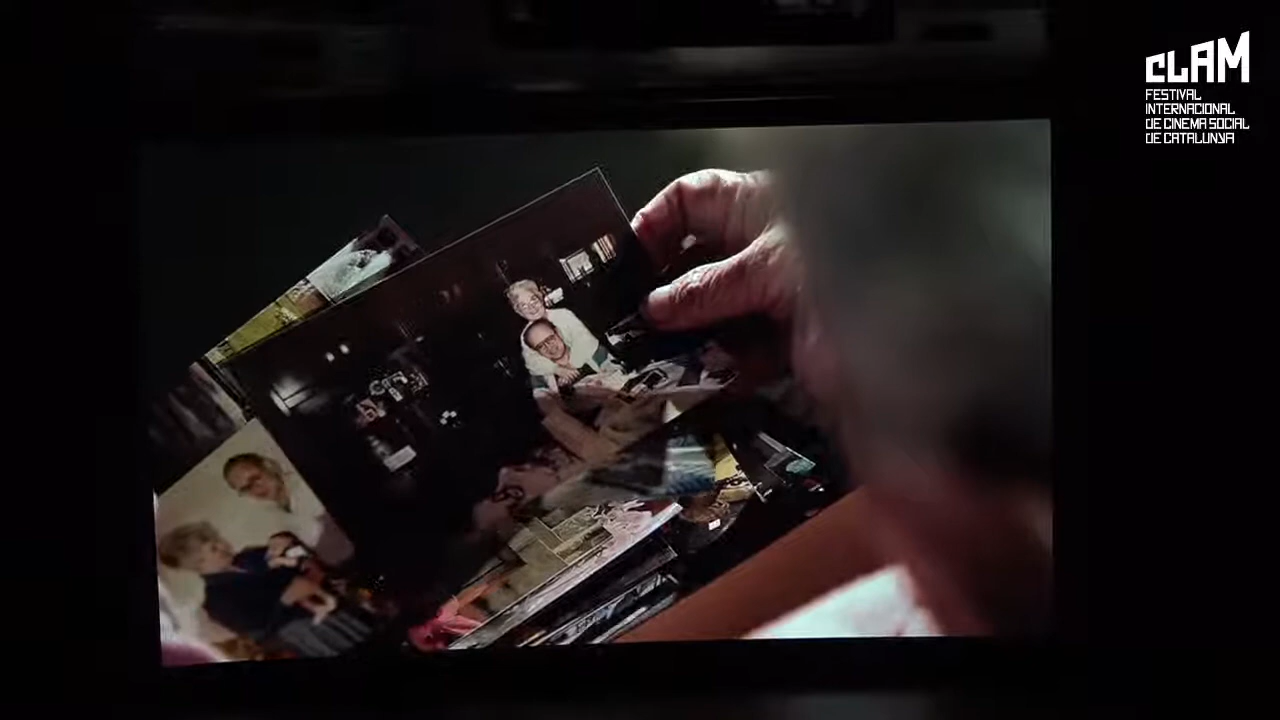 CLAM
FESTIVAL
INTERNACIONAL
DE CINEMA SOCIAL
DE CATALUNYA